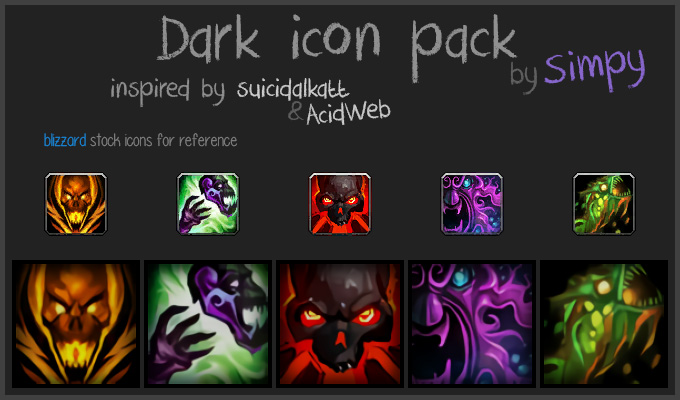 Dark icon pack
by Simpy
inspired by suicidalkatt
& AcidWeb
blizzard stock icons for reference